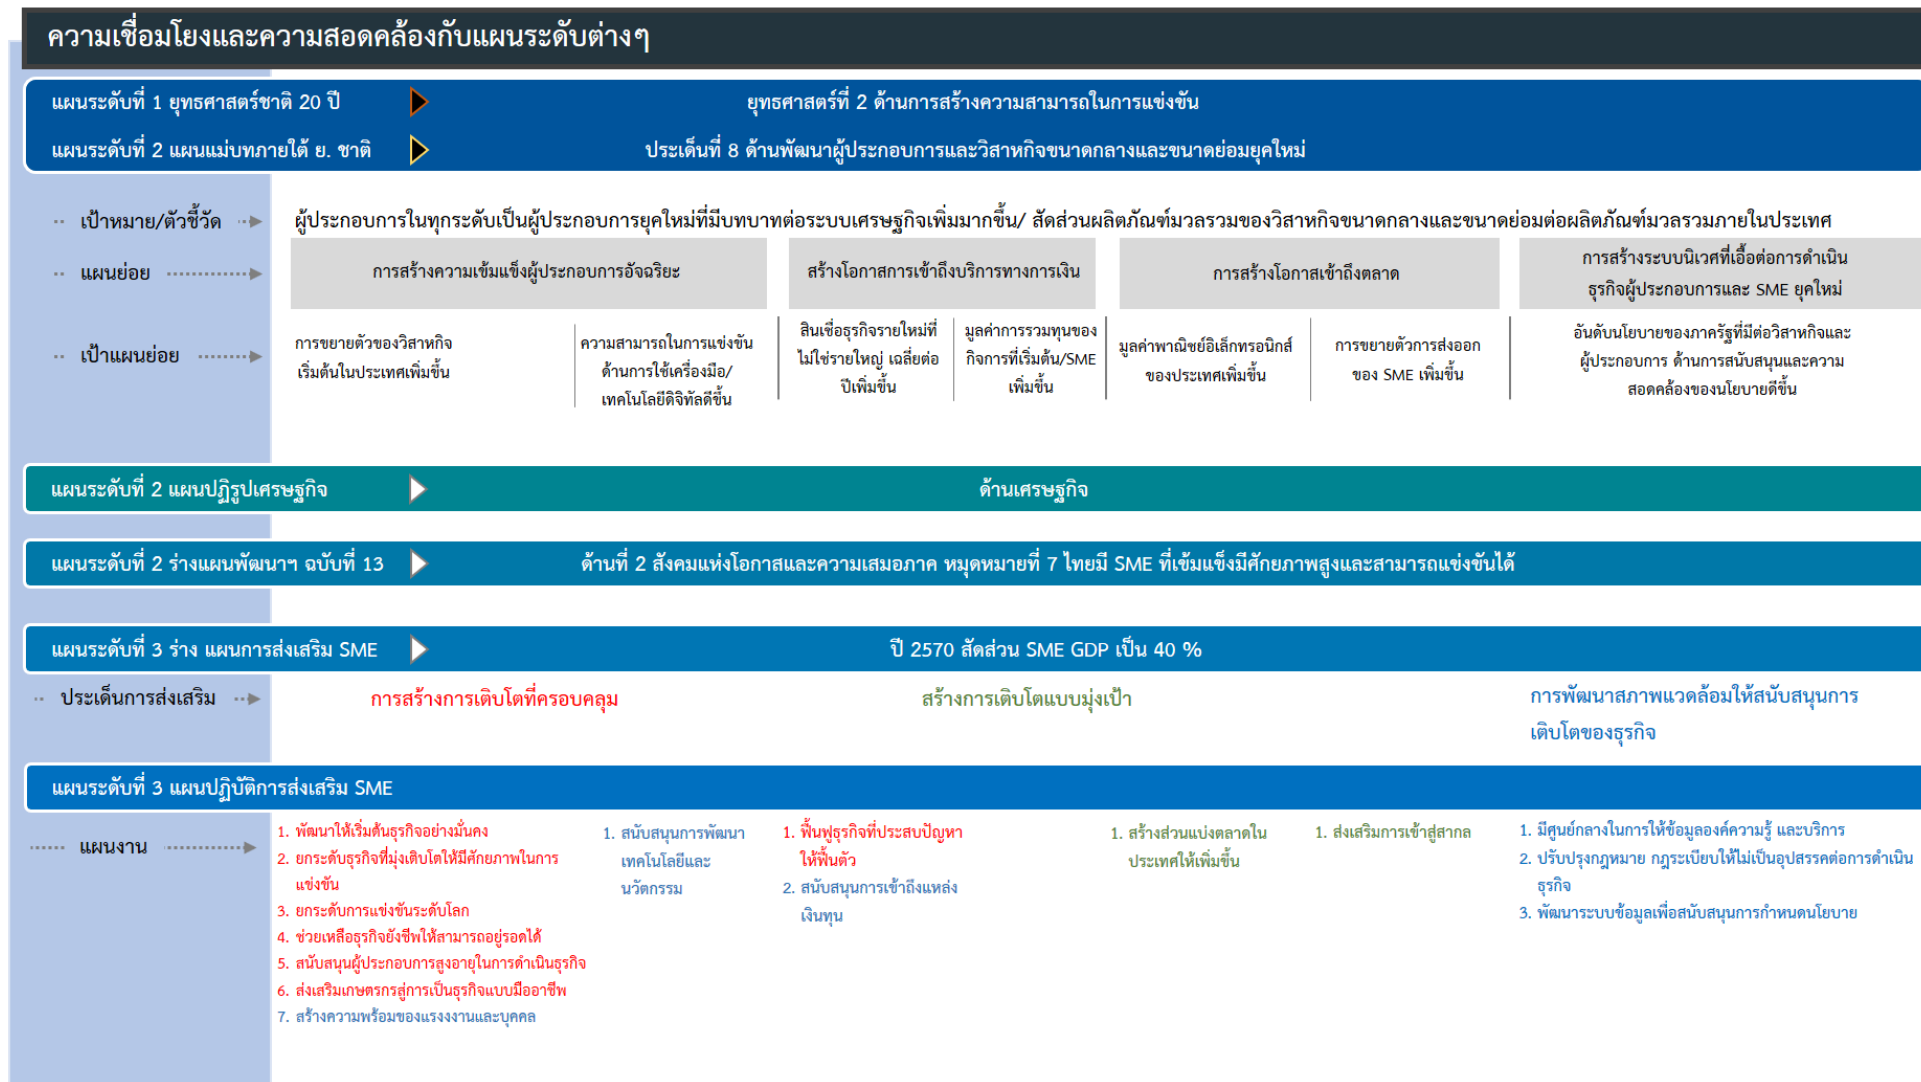 ความเชื่อมโยงและความสอดคล้องกับแผนระดับต่างๆ
แผนระดับที่ 1 ยุทธศาสตร์ชาติ 20 ปี
ยุทธศาสตร์ที่ 2 ด้านการสร้างความสามารถในการแข่งขัน
แผนระดับที่ 2 แผนแม่บทภายใต้ ย. ชาติ
ประเด็นที่ 8 ด้านพัฒนาผู้ประกอบการและวิสาหกิจขนาดกลางและขนาดย่อมยุคใหม่
เป้าหมาย/ตัวชี้วัด
ผู้ประกอบการในทุกระดับเป็นผู้ประกอบการยุคใหม่ที่มีบทบาทต่อระบบเศรษฐกิจเพิ่มมากขึ้น/ สัดส่วนผลิตภัณฑ์มวลรวมของวิสาหกิจขนาดกลางและขนาดย่อมต่อผลิตภัณฑ์มวลรวมภายในประเทศ
แผนย่อย
การสร้างความเข้มแข็งผู้ประกอบการอัจฉริยะ
สร้างโอกาสการเข้าถึงบริการทางการเงิน
การสร้างโอกาสเข้าถึงตลาด
การสร้างระบบนิเวศที่เอื้อต่อการดำเนิน
ธุรกิจผู้ประกอบการและ SME ยุคใหม่
เป้าแผนย่อย
การขยายตัวของวิสาหกิจ
เริ่มต้นในประเทศเพิ่มขึ้น
ความสามารถในการแข่งขัน
ด้านการใช้เครื่องมือ/
เทคโนโลยีดิจิทัลดีขึ้น
สินเชื่อธุรกิจรายใหม่ที่
ไม่ใช่รายใหญ่ เฉลี่ยต่อ
ปีเพิ่มขึ้น
มูลค่าการรวมทุนของ
กิจการที่เริ่มต้น/SME
เพิ่มขึ้น
มูลค่าพาณิชย์อิเล็กทรอนิกส์
ของประเทศเพิ่มขึ้น
การขยายตัวการส่งออก
ของ SME เพิ่มขึ้น
อันดับนโยบายของภาครัฐที่มีต่อวิสาหกิจและ
ผู้ประกอบการ ด้านการสนับสนุนและความ
สอดคล้องของนโยบายดีขึ้น
แผนระดับที่ 2 แผนปฏิรูปเศรษฐกิจ
ด้านเศรษฐกิจ
แผนระดับที่ 2 ร่างแผนพัฒนาฯ ฉบับที่ 13
ด้านที่ 2 สังคมแห่งโอกาสและความเสมอภาค หมุดหมายที่ 7 ไทยมี SME ที่เข้มแข็งมีศักยภาพสูงและสามารถแข่งขันได้
แผนระดับที่ 3 ร่าง แผนการส่งเสริม SME
ปี 2570 สัดส่วน SME GDP เป็น 40 %
ประเด็นการส่งเสริม
การสร้างการเติบโตที่ครอบคลุม
สร้างการเติบโตแบบมุ่งเป้า
การพัฒนาสภาพแวดล้อมให้สนับสนุนการ
เติบโตของธุรกิจ
แผนระดับที่ 3 แผนปฏิบัติการส่งเสริม SME
แผนงาน
1. พัฒนาให้เริ่มต้นธุรกิจอย่างมั่นคง
2. ยกระดับธุรกิจที่มุ่งเติบโตให้มีศักยภาพในการ
แข่งขัน
3. ยกระดับการแข่งขันระดับโลก
4. ช่วยเหลือธุรกิจยังชีพให้สามารถอยู่รอดได้
5. สนับสนุนผู้ประกอบการสูงอายุในการดำเนินธุรกิจ
6. ส่งเสริมเกษตรกรสู่การเป็นธุรกิจแบบมืออาชีพ
7. สร้างความพร้อมของแรงงงานและบุคคล
1. สนับสนุนการพัฒนา
เทคโนโลยีและ
นวัตกรรม
1. ฟื้นฟูธุรกิจที่ประสบปัญหา
ให้ฟื้นตัว
2. สนับสนุนการเข้าถึงแหล่ง
เงินทุน
1. สร้างส่วนแบ่งตลาดใน
ประเทศให้เพิ่มขึ้น
1. ส่งเสริมการเข้าสู่สากล
1. มีศูนย์กลางในการให้ข้อมูลองค์ความรู้ และบริการ
2. ปรับปรุงกฎหมาย กฎระเบียบให้ไม่เป็นอุปสรรคต่อการดำเนิน
ธุรกิจ
3. พัฒนาระบบข้อมูลเพื่อสนับสนุนการกำหนดนโยบาย